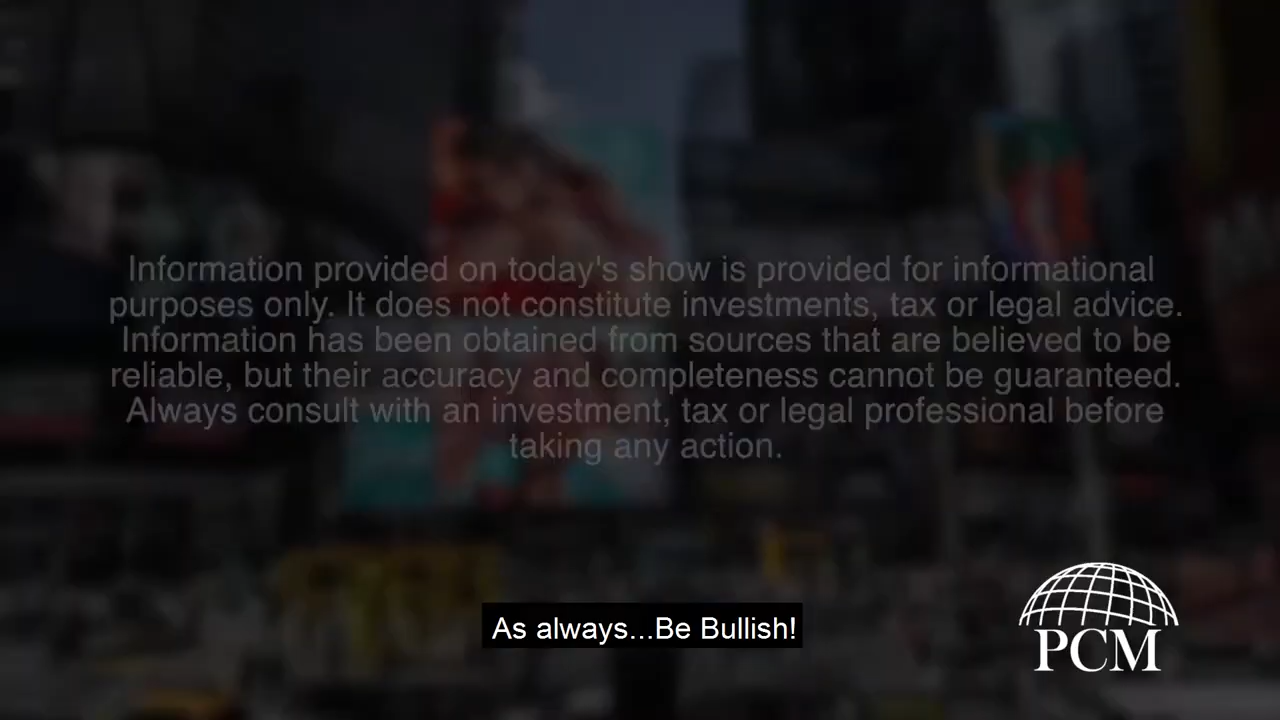 Information provided on today's show is provided for informational
purposes only. It does not constitute investments, tax or legal advice.
Information has been obtained from sources that are believed to be
reliable, but their accuracy and completeness cannot be guaranteed.
Always consult with an investment, tax or legal professional before
taking any action.
As always...Be Bullish!
PCM